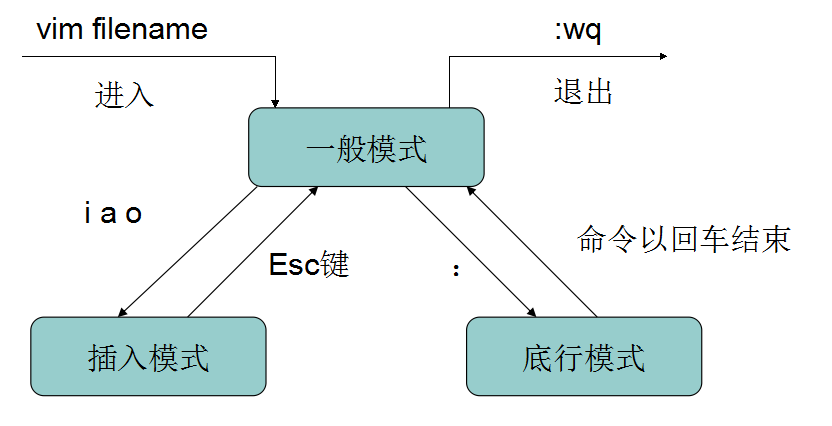 vim filename
:wq
进入
退出
一般模式
i a o
Esc键
：
命令以回车结束
插入模式
底行模式